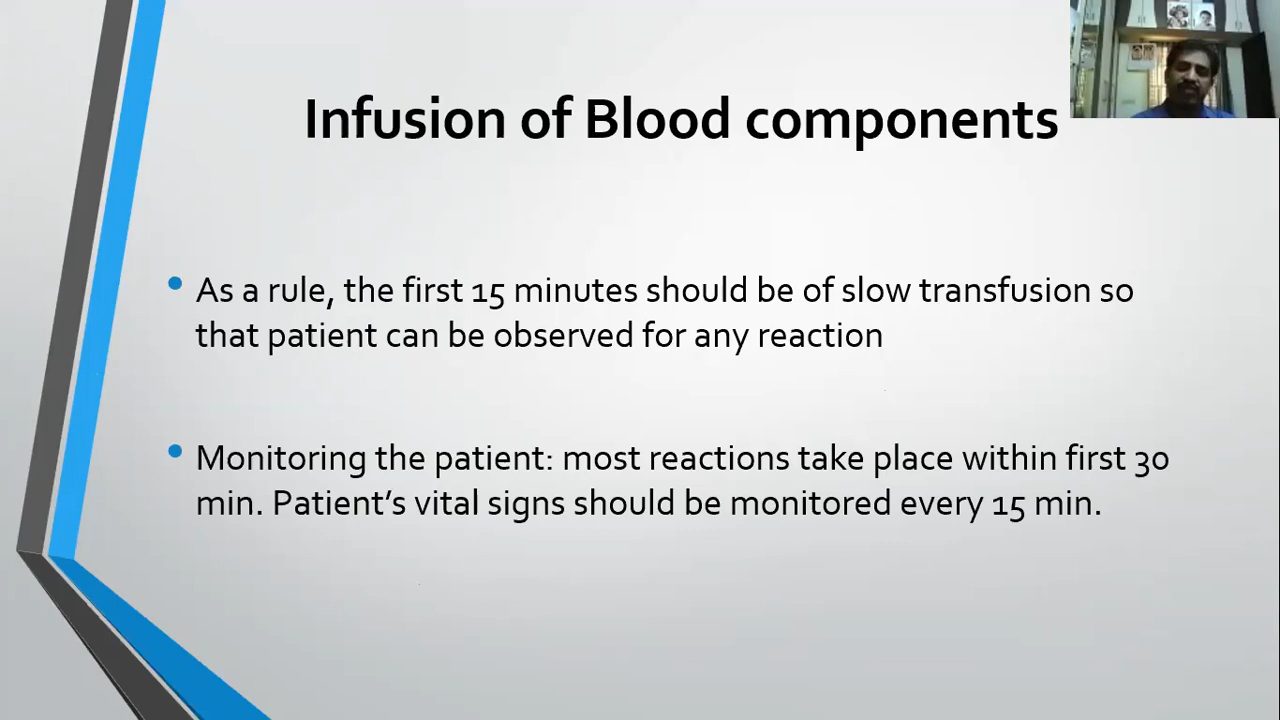 Infusion of Blood components
• As a rule, the first 15 minutes should be of slow transfusion so
that patient can be observed for any reaction
• Monitoring the patient: most reactions take place within first 30
min. Patient’s vital signs should be monitored every 15 min.